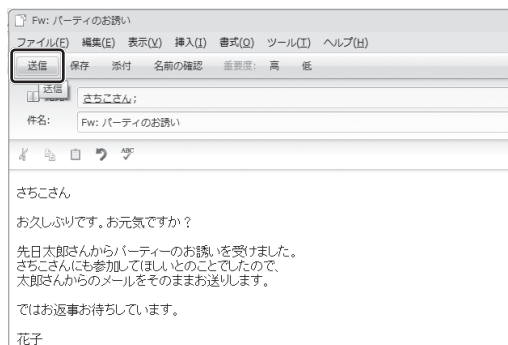 Fw: パーティのお誘い
ファイル(F) 編集(E) 表示(V) 挿入(I) 書式(O) ツール(T) ヘルプ(H)
送信 保存 添付 名前の確認 重要度: 高 低
送信
さちこさん;
件名: Fw: パーティのお誘い
ABC
さちこさん
お久しぶりです。お元気ですか？
先日太郎さんからパーティーのお誘いを受けました。
さちこさんにも参加してほしいとのことでしたので、
太郎さんからのメールをそのままお送りします。
ではお返事お待ちしています。
花子